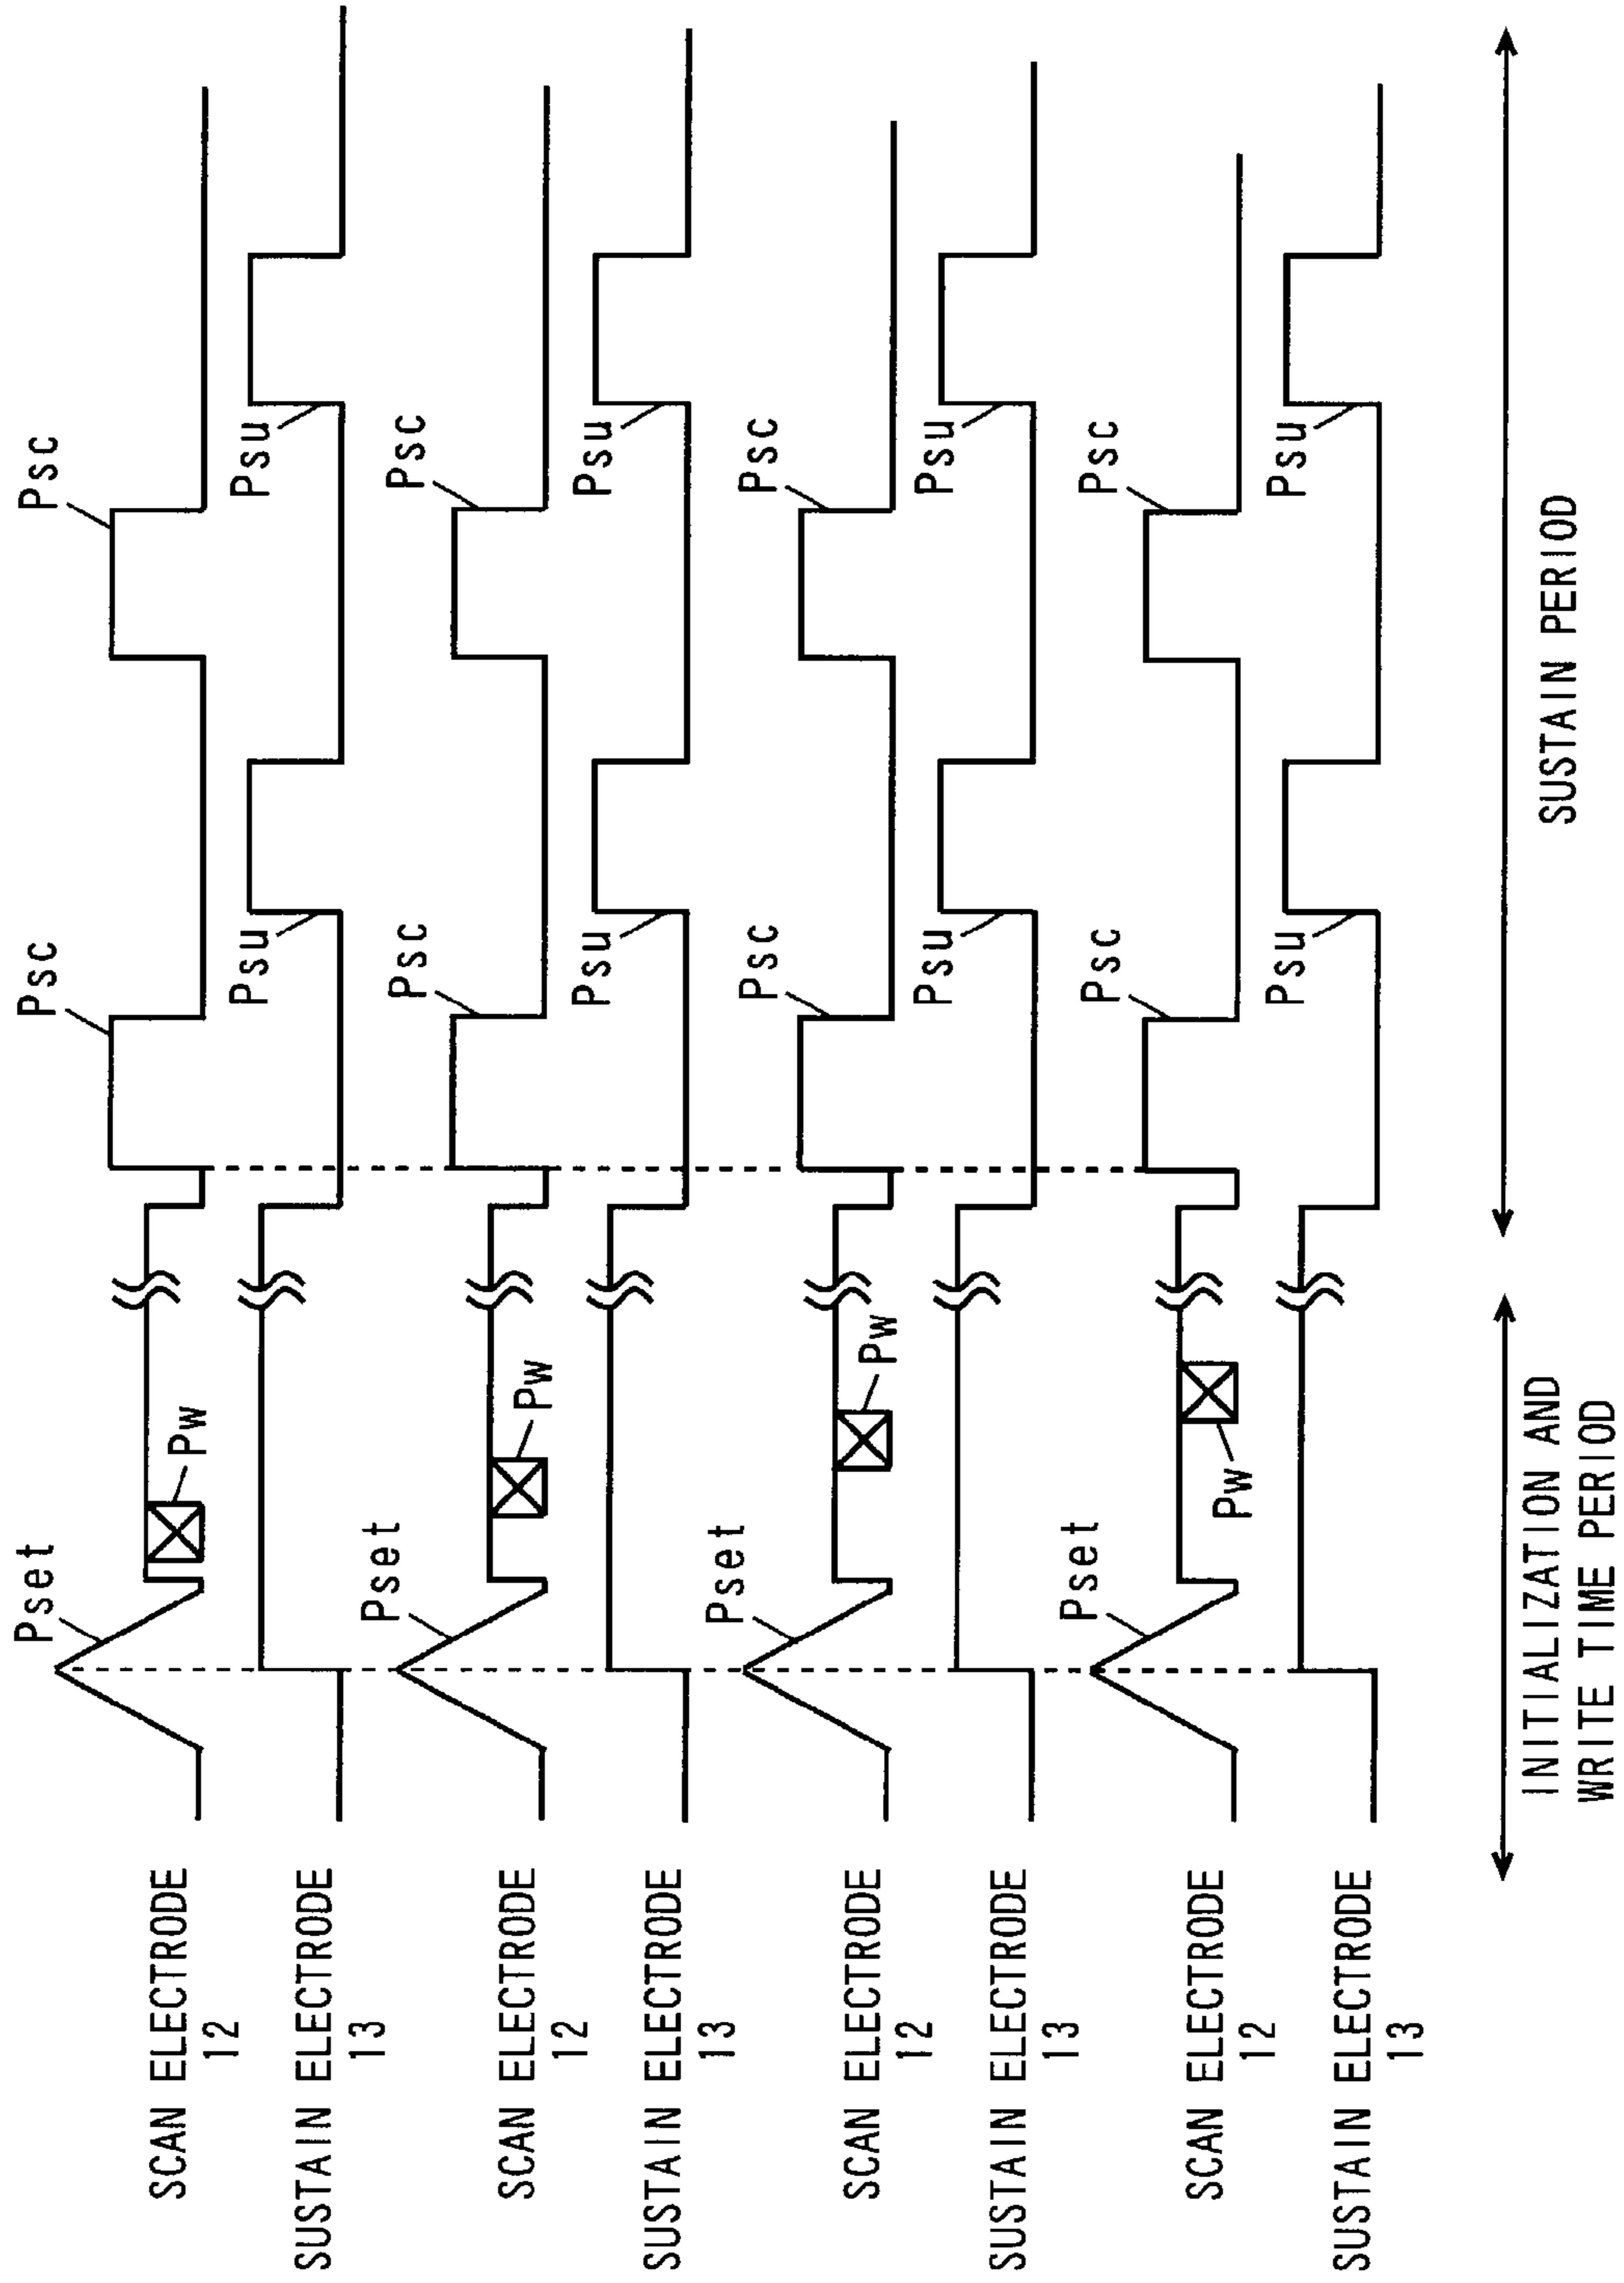 SCAN ELECTRODE
12
Pset
Pw
Psc
Psc
SUSTAIN ELECTRODE
13
Psu
Psu
SCAN ELECTRODE
12
Pset
Pw
Psc
Psc
SUSTAIN ELECTRODE
13
Psu
Psu
SCAN ELECTRODE
12
Pset
Pw
Psc
Psc
SUSTAIN ELECTRODE
13
Psu
Psu
SCAN ELECTRODE
12
Pset
Pw
Psc
Psc
SUSTAIN ELECTRODE
13
Psu
Psu
INITIALIZATION AND
WRITE TIME PERIOD
SUSTAIN PERIOD